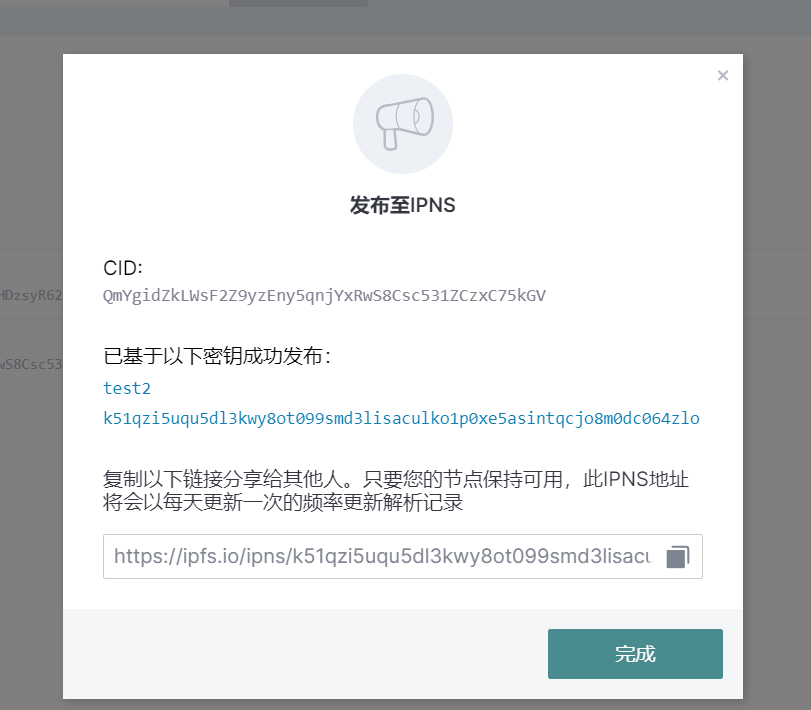 发布至IPNS
CID:
QmYgidZkLWsF2Z9yzEny5qnjYxRwS8Csc531ZCzxC75kGV
HDzsyR62
已基于以下密钥成功发布：
wS8Csc53
test2
k51qzi5uqu5dl3kwy8ot099smd3lisaculko1p0xe5asintqcjo8m0dc064zlo
复制以下链接分享给其他人。只要您的节点保持可用，此IPNS地址
将会以每天更新一次的频率更新解析记录
https://ipfs.io/ipns/k51qzi5uqu5dl3kwy8ot099smd3lisacu
完成